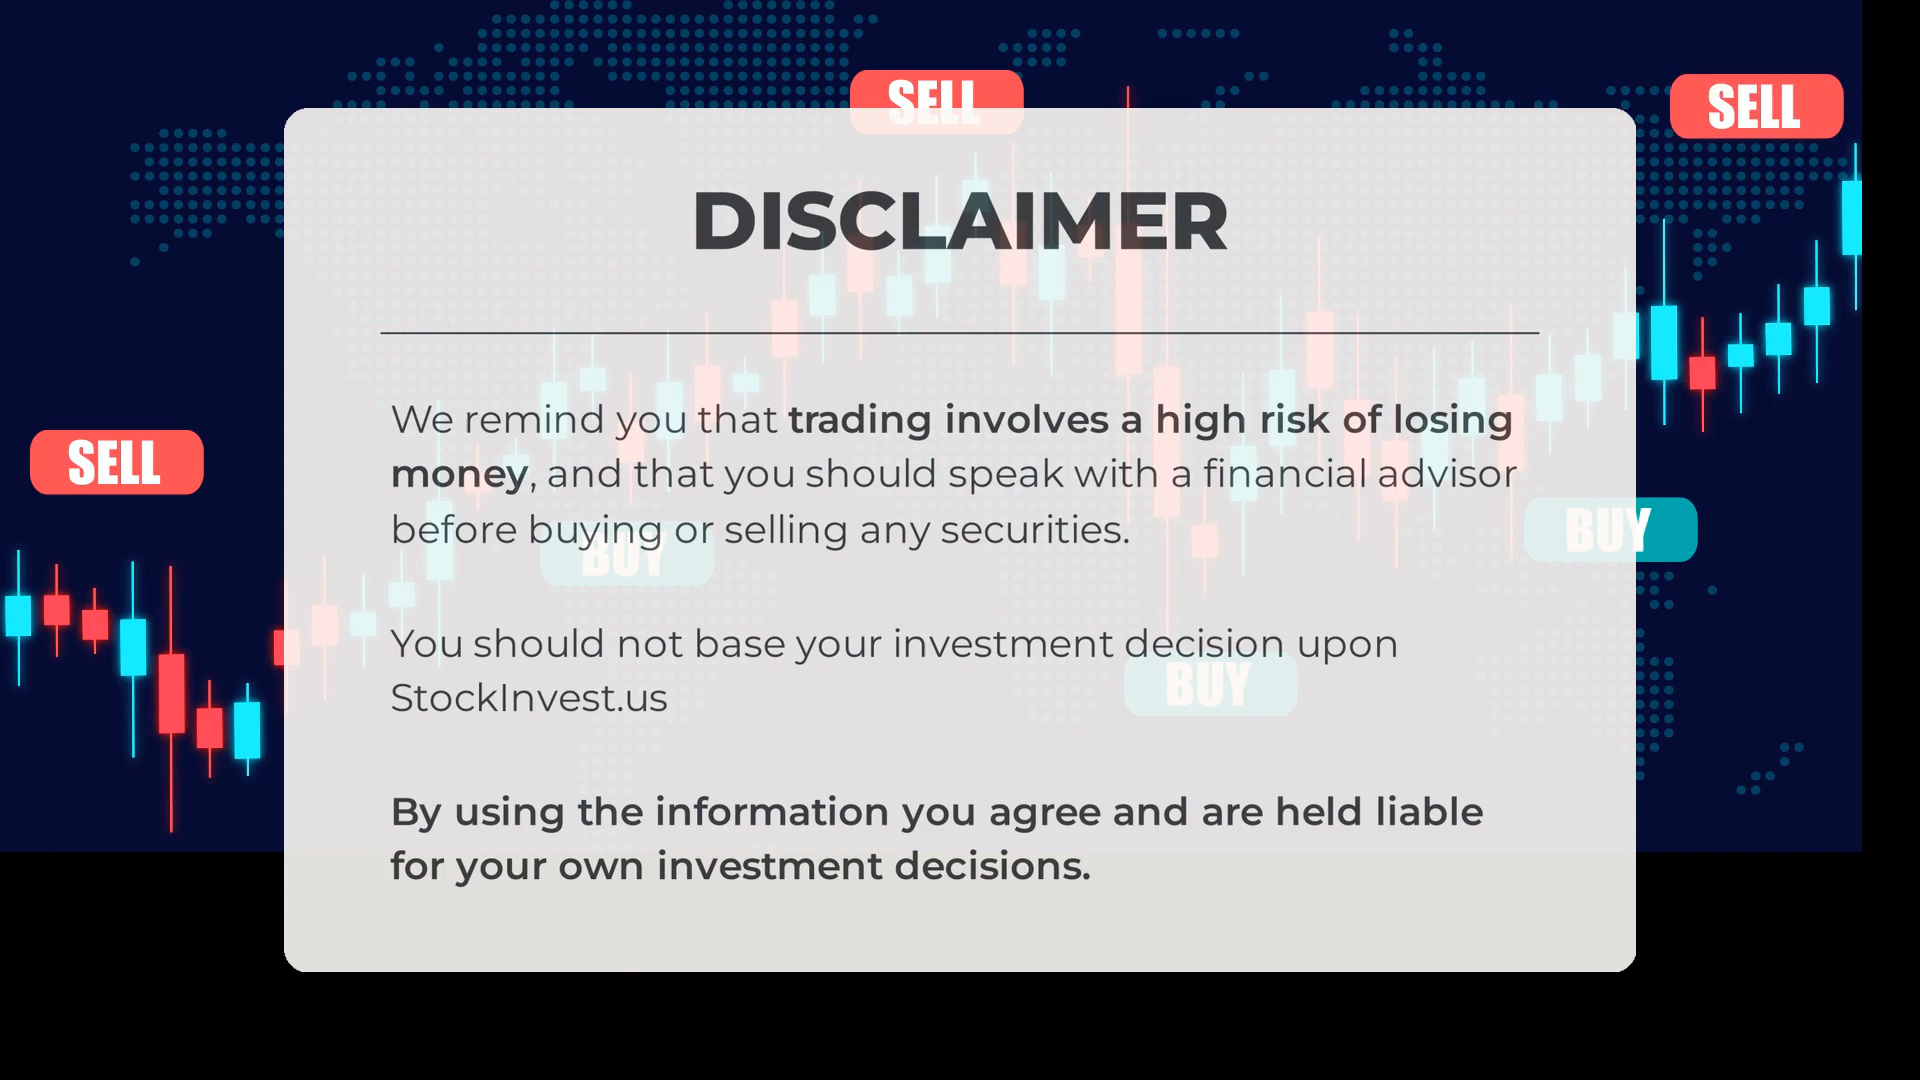 SELL
SELL
DISCLAIMER
We remind you that trading involves a high risk of losing
money, and that you should speak with a financial advisor
before buying or selling any securities.
SELL
BUY
BUY
You should not base your investment decision upon
StockInvest.us
BUY
By using the information you agree and are held liable
for your own investment decisions.